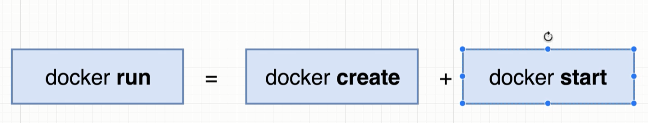 docker run = docker create + docker start